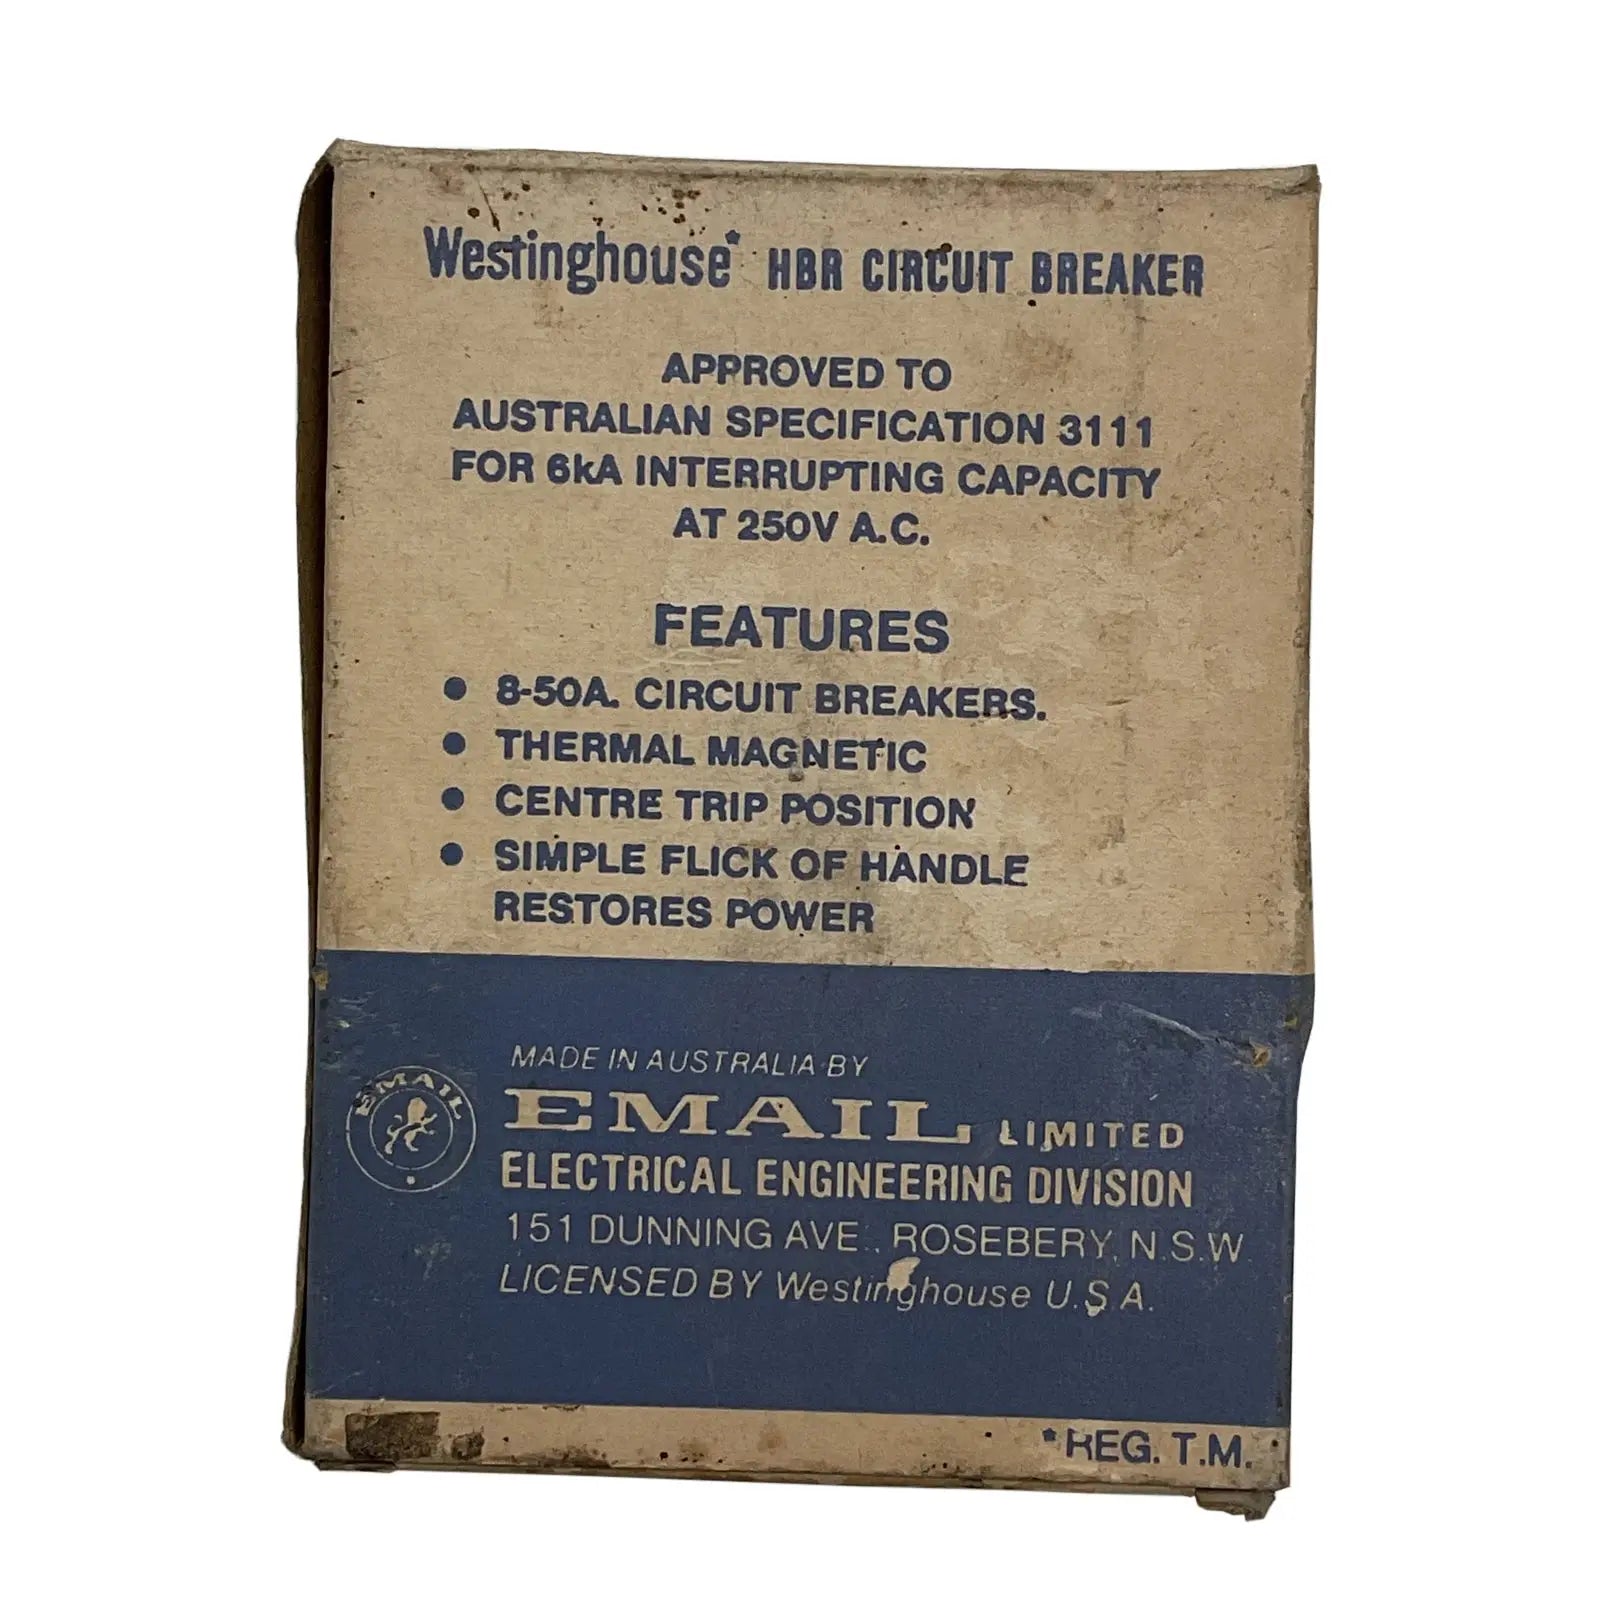 Westinghouse* HBR CIRCUIT BREAKER
APPROVED TO
AUSTRALIAN SPECIFICATION 3111
FOR 6kA INTERRUPTING CAPACITY
AT 250V A.C.
FEATURES
• 8-50A. CIRCUIT BREAKERS.
• THERMAL MAGNETIC
• CENTRE TRIP POSITION
• SIMPLE FLICK OF HANDLE
RESTORES POWER
MADE IN AUSTRALIA BY
EMAIL
EMAIL LIMITED
ELECTRICAL ENGINEERING DIVISION
151 DUNNING AVE., ROSEBERY, N.S.W.
LICENSED BY Westinghouse U.S.A.
*REG. T.M.